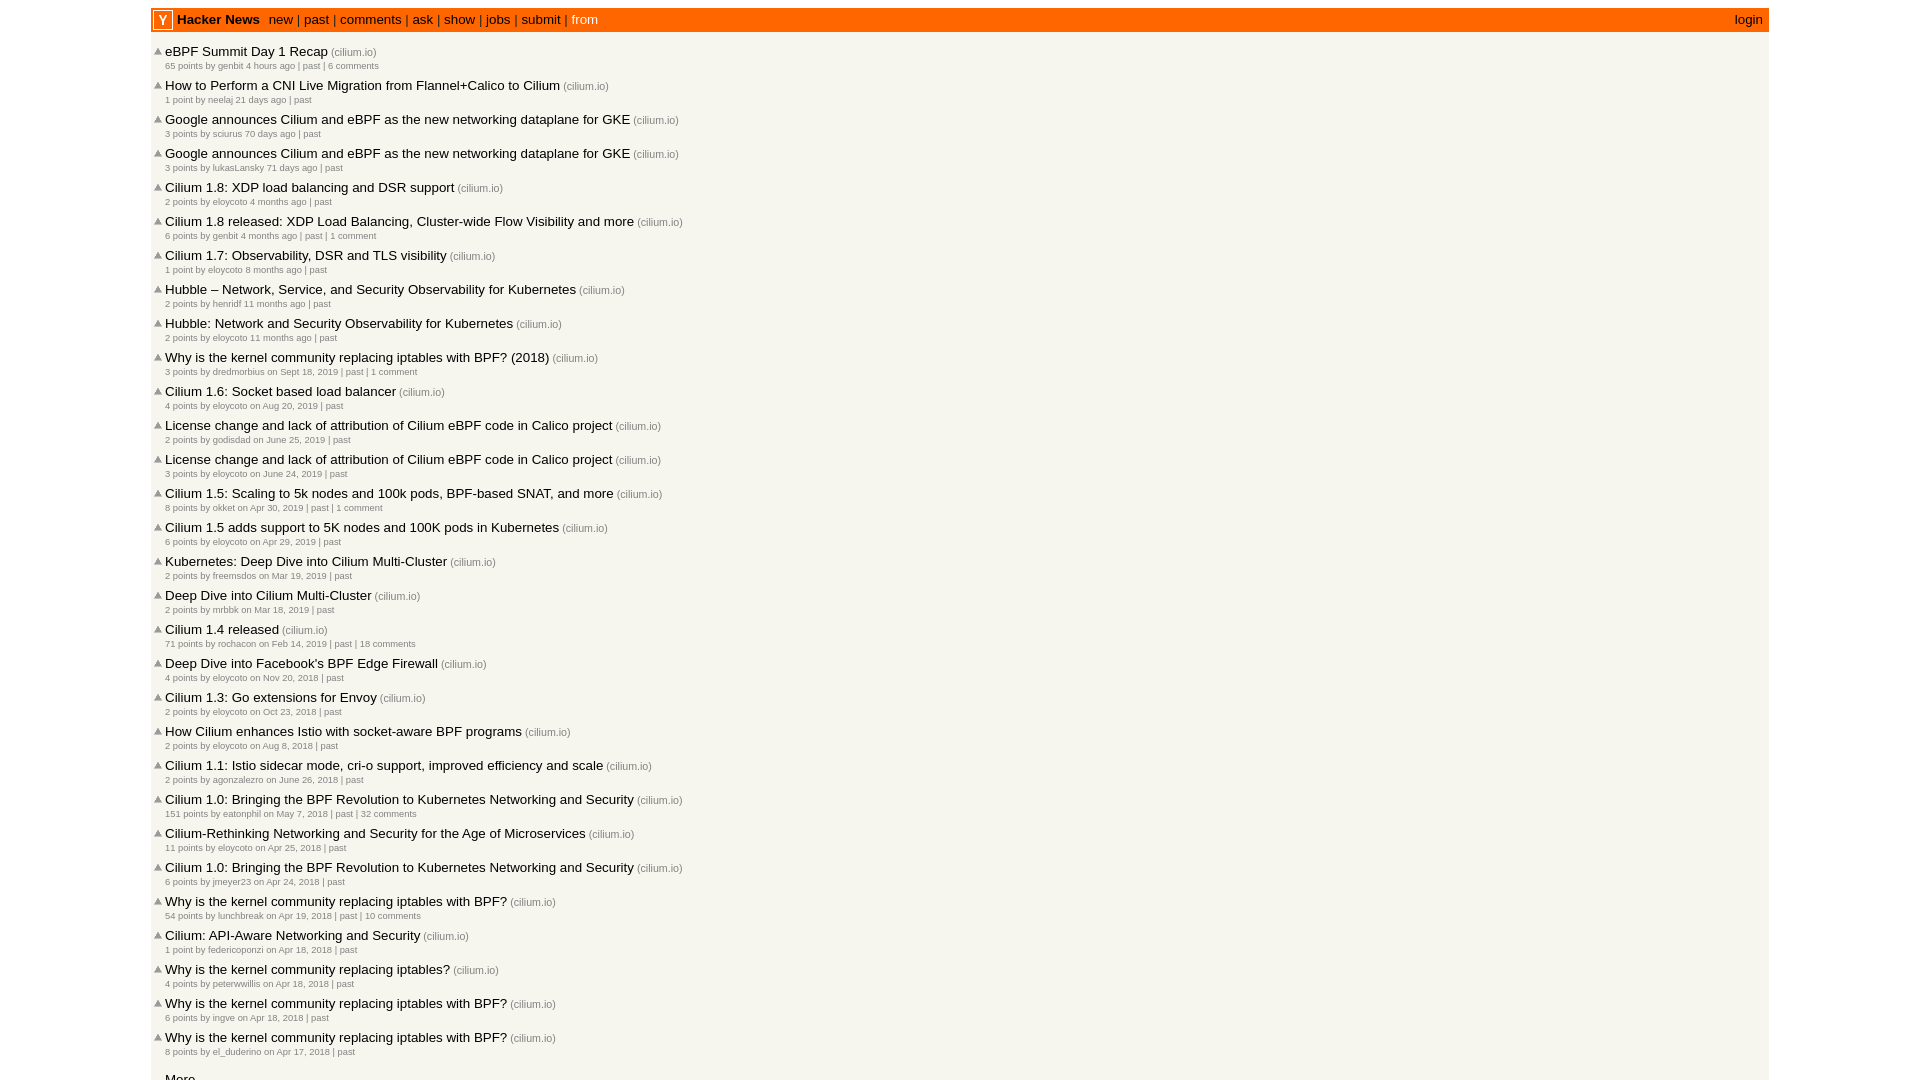 Y Hacker News new | past | comments | ask | show | jobs | submit | from login
eBPF Summit Day 1 Recap (cilium.io)
65 points by genbit 4 hours ago | past | 6 comments
How to Perform a CNI Live Migration from Flannel+Calico to Cilium (cilium.io)
1 point by neelaj 21 days ago | past
Google announces Cilium and eBPF as the new networking dataplane for GKE (cilium.io)
3 points by sciurus 70 days ago | past
Google announces Cilium and eBPF as the new networking dataplane for GKE (cilium.io)
3 points by lukasLansky 71 days ago | past
Cilium 1.8: XDP load balancing and DSR support (cilium.io)
2 points by eloycoto 4 months ago | past
Cilium 1.8 released: XDP Load Balancing, Cluster-wide Flow Visibility and more (cilium.io)
6 points by genbit 4 months ago | past | 1 comment
Cilium 1.7: Observability, DSR and TLS visibility (cilium.io)
1 point by eloycoto 8 months ago | past
Hubble – Network, Service, and Security Observability for Kubernetes (cilium.io)
2 points by henridf 11 months ago | past
Hubble: Network and Security Observability for Kubernetes (cilium.io)
2 points by eloycoto 11 months ago | past
Why is the kernel community replacing iptables with BPF? (2018) (cilium.io)
3 points by dredmorbius on Sept 18, 2019 | past | 1 comment
Cilium 1.6: Socket based load balancer (cilium.io)
4 points by eloycoto on Aug 20, 2019 | past
License change and lack of attribution of Cilium eBPF code in Calico project (cilium.io)
2 points by godisdad on June 25, 2019 | past
License change and lack of attribution of Cilium eBPF code in Calico project (cilium.io)
3 points by eloycoto on June 24, 2019 | past
Cilium 1.5: Scaling to 5k nodes and 100k pods, BPF-based SNAT, and more (cilium.io)
8 points by okket on Apr 30, 2019 | past | 1 comment
Cilium 1.5 adds support to 5K nodes and 100K pods in Kubernetes (cilium.io)
6 points by eloycoto on Apr 29, 2019 | past
Kubernetes: Deep Dive into Cilium Multi-Cluster (cilium.io)
2 points by freemsdos on Mar 19, 2019 | past
Deep Dive into Cilium Multi-Cluster (cilium.io)
2 points by mrbbk on Mar 18, 2019 | past
Cilium 1.4 released (cilium.io)
71 points by rochacon on Feb 14, 2019 | past | 18 comments
Deep Dive into Facebook's BPF Edge Firewall (cilium.io)
4 points by eloycoto on Nov 20, 2018 | past
Cilium 1.3: Go extensions for Envoy (cilium.io)
2 points by eloycoto on Oct 23, 2018 | past
How Cilium enhances Istio with socket-aware BPF programs (cilium.io)
2 points by eloycoto on Aug 8, 2018 | past
Cilium 1.1: Istio sidecar mode, cri-o support, improved efficiency and scale (cilium.io)
2 points by agonzalezro on June 26, 2018 | past
Cilium 1.0: Bringing the BPF Revolution to Kubernetes Networking and Security (cilium.io)
151 points by eatonphil on May 7, 2018 | past | 32 comments
Cilium-Rethinking Networking and Security for the Age of Microservices (cilium.io)
11 points by eloycoto on Apr 25, 2018 | past
Cilium 1.0: Bringing the BPF Revolution to Kubernetes Networking and Security (cilium.io)
6 points by jmeyer23 on Apr 24, 2018 | past
Why is the kernel community replacing iptables with BPF? (cilium.io)
54 points by lunchbreak on Apr 19, 2018 | past | 10 comments
Cilium: API-Aware Networking and Security (cilium.io)
1 point by federicoponzi on Apr 18, 2018 | past
Why is the kernel community replacing iptables? (cilium.io)
4 points by peterwwillis on Apr 18, 2018 | past
Why is the kernel community replacing iptables with BPF? (cilium.io)
6 points by ingve on Apr 18, 2018 | past
Why is the kernel community replacing iptables with BPF? (cilium.io)
8 points by el_duderino on Apr 17, 2018 | past
More